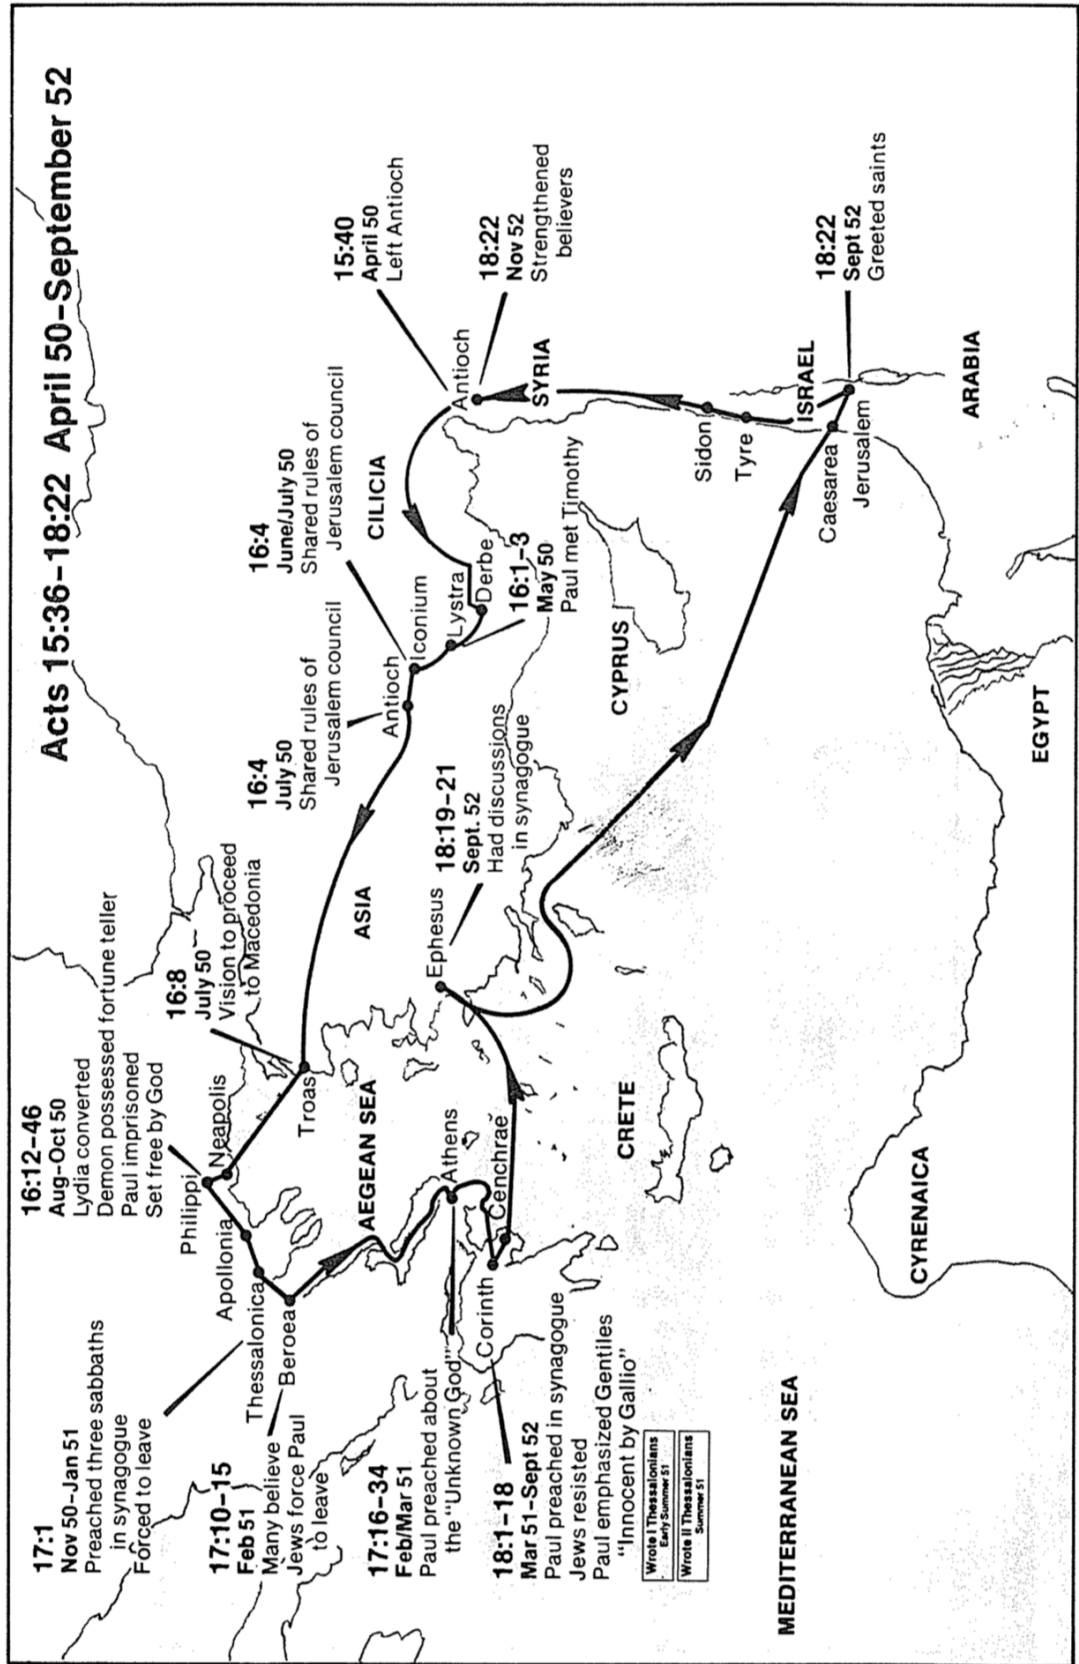 Acts 15:36–18:22 April 50–September 52
16:12–46
Aug–Oct 50
Lydia converted
Demon possessed fortune teller
Paul imprisoned
Set free by God
16:8
July 50
Vision to proceed
to Macedonia
16:4
July 50
Shared rules of
Jerusalem council
16:4
June/July 50
Shared rules of
Jerusalem council
15:40
April 50
Left Antioch
18:22
Nov 52
Strengthened
believers
17:1
Nov 50–Jan 51
Preached three sabbaths
in synagogue
Forced to leave
17:10–15
Feb 51
Many believe
Jews force Paul
to leave
17:16–34
Feb/Mar 51
Paul preached about
the "Unknown God"
18:1–18
Mar 51–Sept 52
Paul preached in synagogue
Jews resisted
Paul emphasized Gentiles
"Innocent by Gallio"
Wrote I Thessalonians
Early Summer 51
Wrote II Thessalonians
Summer 51
Philippi
Neapolis
Apollonia
Thessalonica
Beroea
Troas
AEGEAN SEA
Athens
Corinth
Cenchrae
ASIA
Ephesus
18:19–21
Sept. 52
Had discussions
in synagogue
Antioch
Iconium
Lystra
Derbe
16:1–3
May 50
Paul met Timothy
CILICIA
Antioch
SYRIA
Sidon
Tyre
ISRAEL
Caesarea
Jerusalem
18:22
Sept 52
Greeted saints
ARABIA
CYPRUS
CRETE
EGYPT
CYRENAICA
MEDITERRANEAN SEA